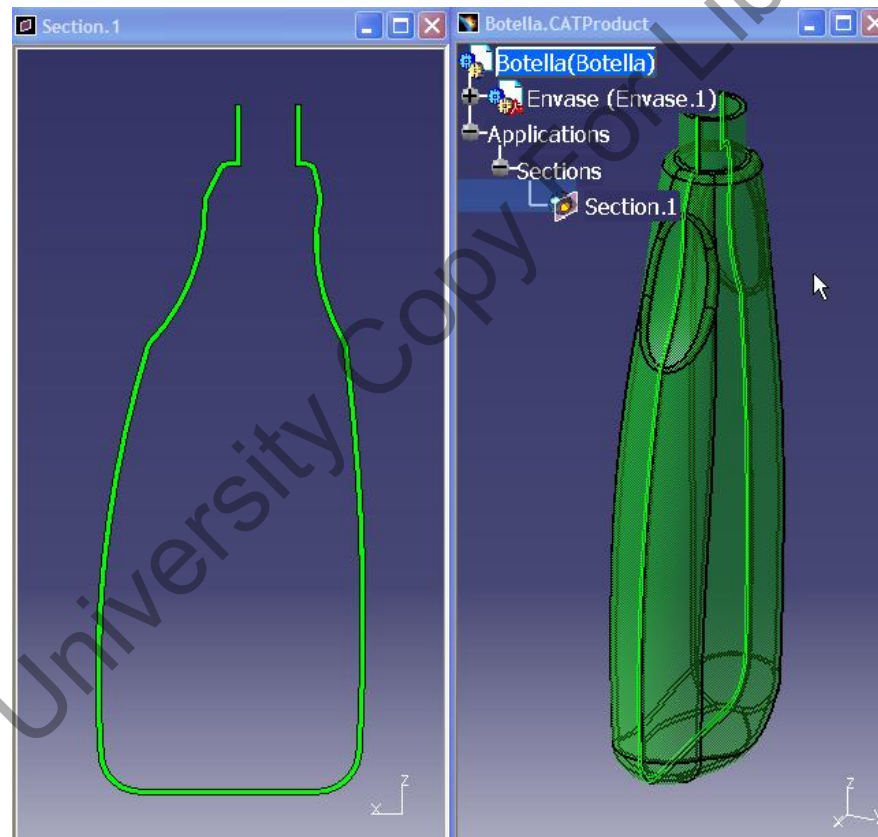 Section.1
Botella.CATProduct
Botella(Botella)
Envase (Envase.1)
Applications
Sections
Section.1
University Copy For Lib
z
x
z
x
y